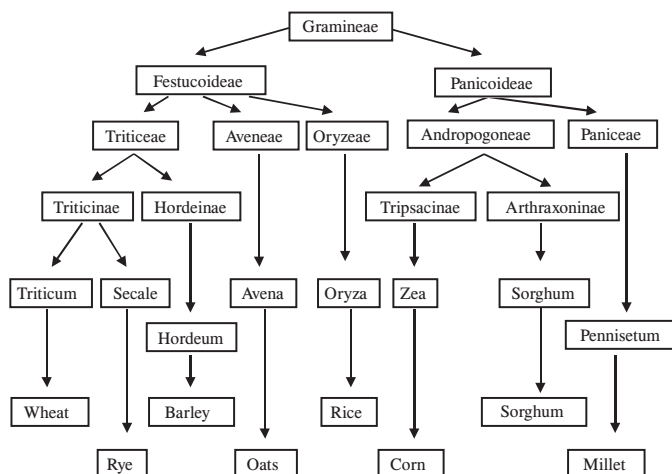 Gramineae
Festucoideae
Panicoideae
Triticeae
Aveneae
Oryzeae
Andropogoneae
Paniceae
Triticinae
Hordeinae
Tripsacinae
Arthraxoninae
Triticum
Secale
Avena
Oryza
Zea
Sorghum
Hordeum
Pennisetum
Wheat
Barley
Rice
Sorghum
Rye
Oats
Corn
Millet